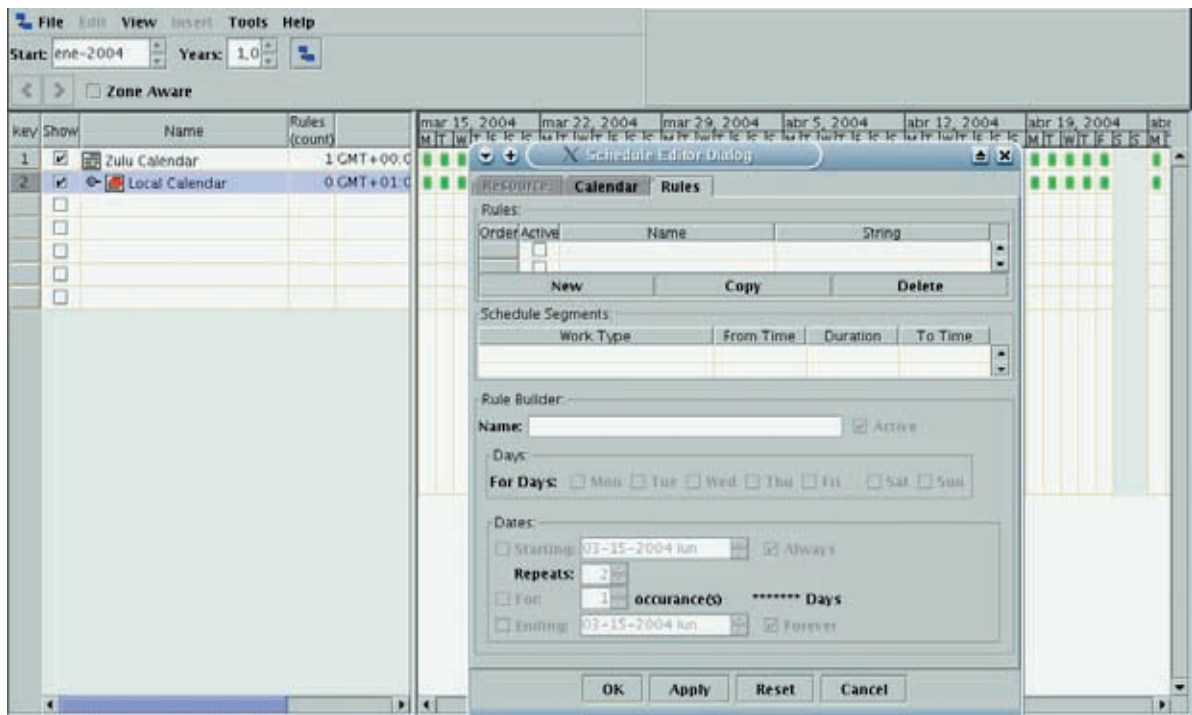 File Edit View Insert Tools Help
Start: ene-2004 Years: 1,0
Zone Aware
key Show Name Rules (count)
mar 15, 2004 mar 22, 2004 mar 29, 2004 abr 5, 2004 abr 12, 2004 abr 19, 2004 abr
M T W
M T W T F S S M T
1 Zulu Calendar 1 GMT+00:0
2 Local Calendar 0 GMT+01:0
Schedule Editor Dialog
Resource Calendar Rules
Rules:
Order Active Name String
New Copy Delete
Schedule Segments
Work Type From Time Duration To Time
Rule Builder:
Name: Active
Days:
For Days: Mon Tue Wed Thu Fri Sat Sun
Dates:
Starting: 03-15-2004 lun Always
Repeats: 2
For: 1 occurance(s) ******* Days
Ending: 03-15-2004 lun Forever
OK Apply Reset Cancel